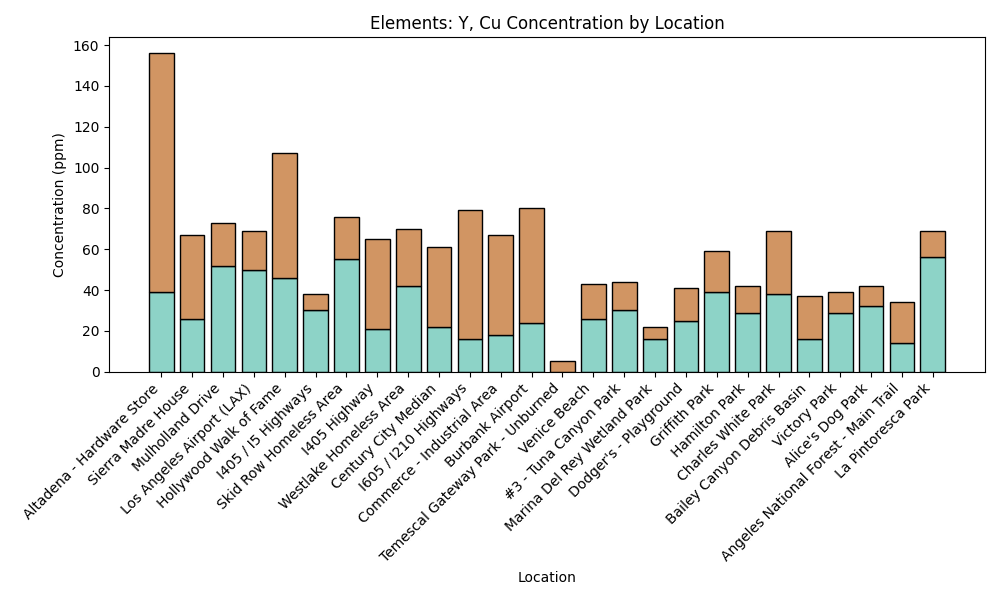 Elements: Y, Cu Concentration by Location
Concentration (ppm)
160
140
120
100
80
60
40
20
0
Altadena - Hardware Store
Sierra Madre House
Mulholland Drive
Los Angeles Airport (LAX)
Hollywood Walk of Fame
I405 / I5 Highways
Skid Row Homeless Area
I405 Highway
Westlake Homeless Area
Century City Median
I605 / I210 Highways
Commerce - Industrial Area
Burbank Airport
Temescal Gateway Park - Unburned
Venice Beach
#3 - Tuna Canyon Park
Marina Del Rey Wetland Park
Dodger's - Playground
Griffith Park
Hamilton Park
Charles White Park
Bailey Canyon Debris Basin
Victory Park
Alice's Dog Park
Angeles National Forest - Main Trail
La Pintoresca Park
Location